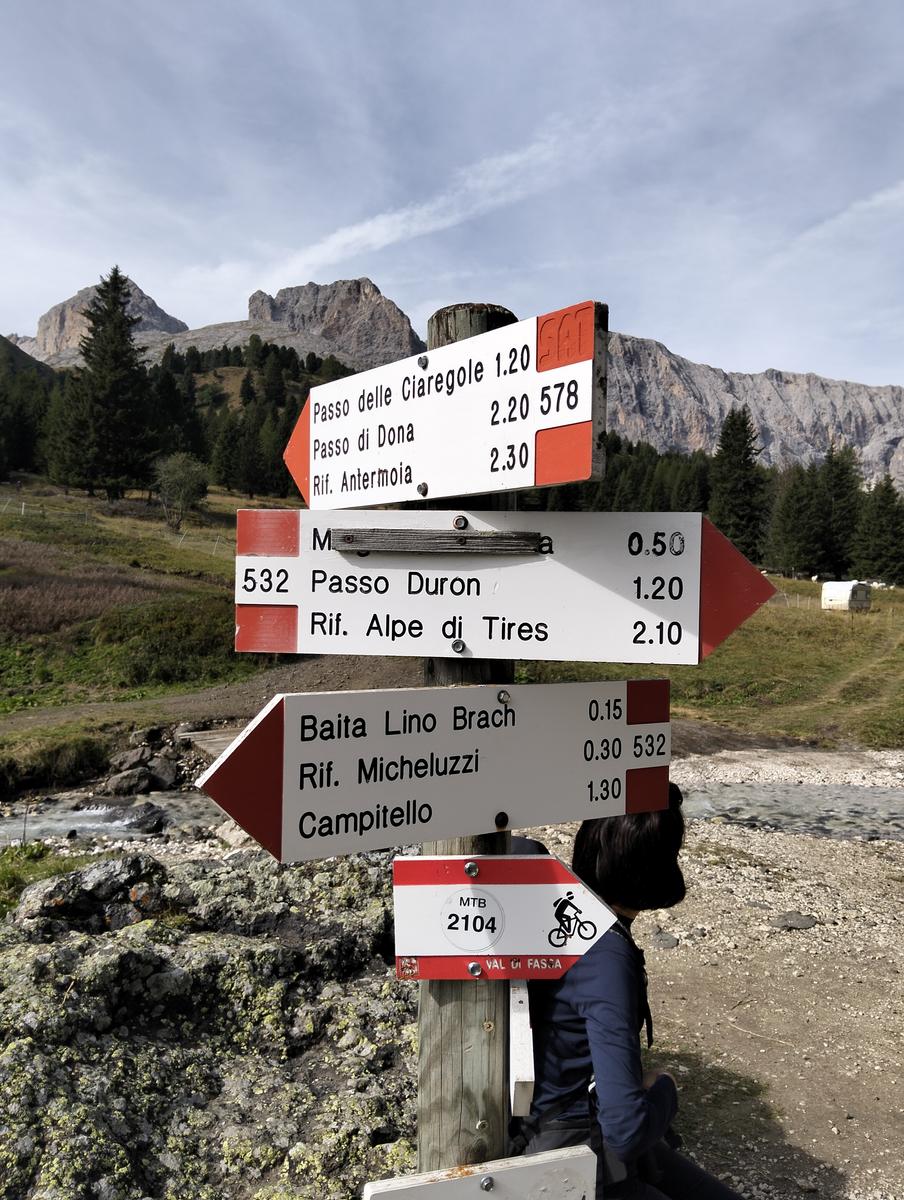 SAT
Passo delle Ciaregole 1.20
Passo di Dona 2.20 578
Rif. Antermoia 2.30
0.50
532 Passo Duron 1.20
Rif. Alpe di Tires 2.10
Baita Lino Brach 0.15
Rif. Micheluzzi 0.30 532
Campitello 1.30
MTB
2104
VAL DI FASSA